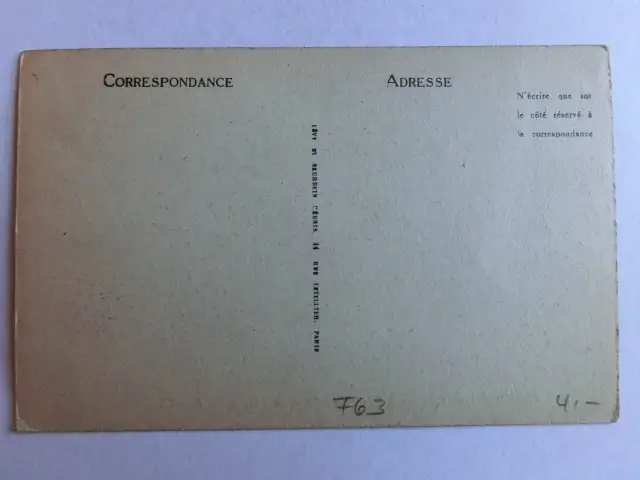 CORRESPONDANCE
ADRESSE
N'écrire que sur
le côté réservé à
la correspondance
LÉVY ET NEURDEIN RÉUNIS, 44 RUE LETELLIER, PARIS
763
4,-